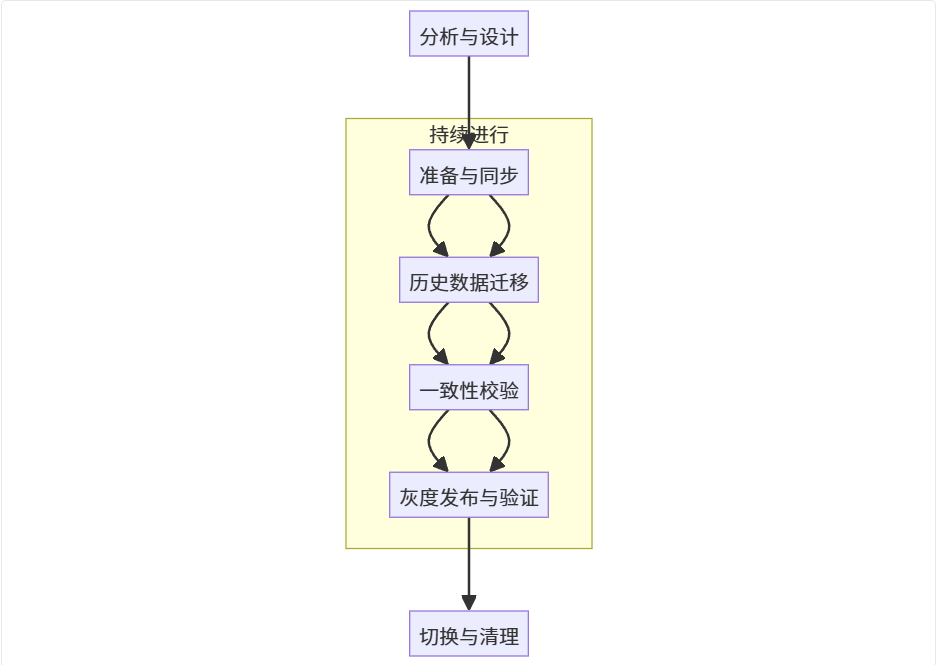 分析与设计
持续进行
准备与同步
历史数据迁移
一致性校验
灰度发布与验证
切换与清理